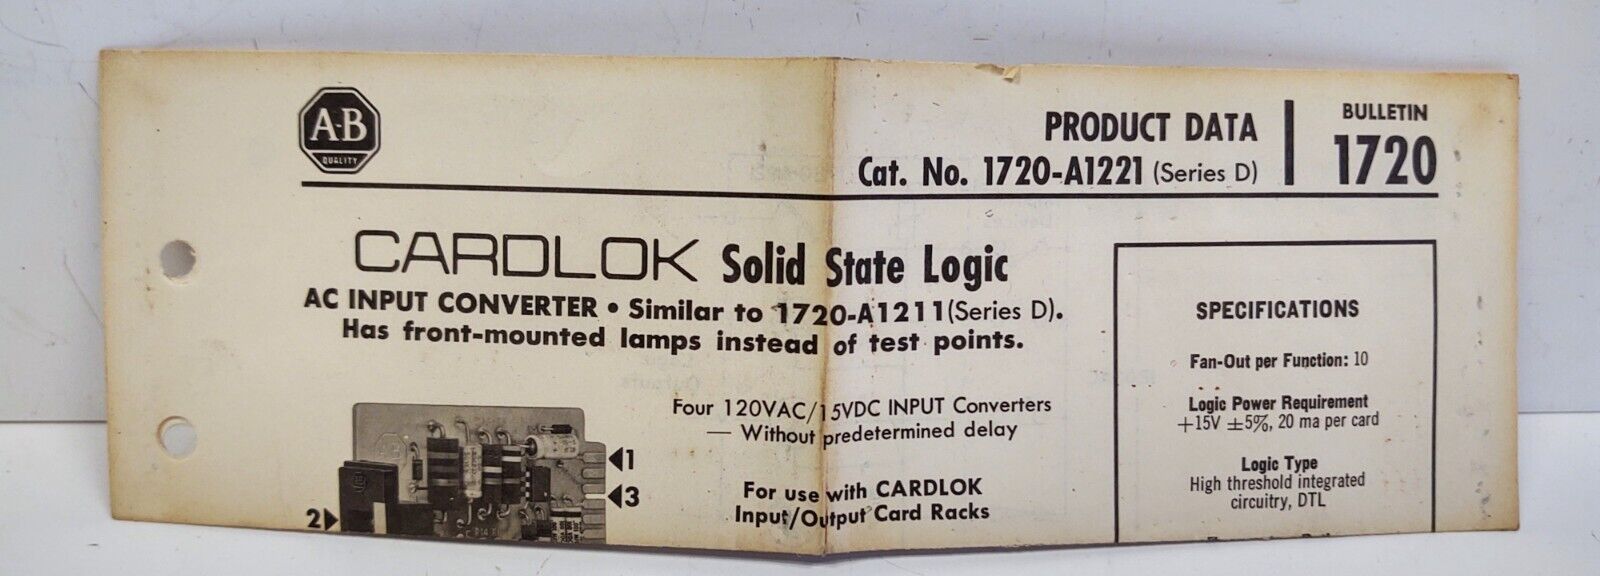 A-B
QUALITY
PRODUCT DATA
Cat. No. 1720-A1221 (Series D)
BULLETIN
1720
CARDLOK Solid State Logic
AC INPUT CONVERTER • Similar to 1720-A1211 (Series D).
Has front-mounted lamps instead of test points.
Four 120VAC/15VDC INPUT Converters
— Without predetermined delay
For use with CARDLOK
Input/Output Card Racks
1
3
2
SPECIFICATIONS
Fan-Out per Function: 10
Logic Power Requirement
+15V ±5%, 20 ma per card
Logic Type
High threshold integrated
circuitry, DTL